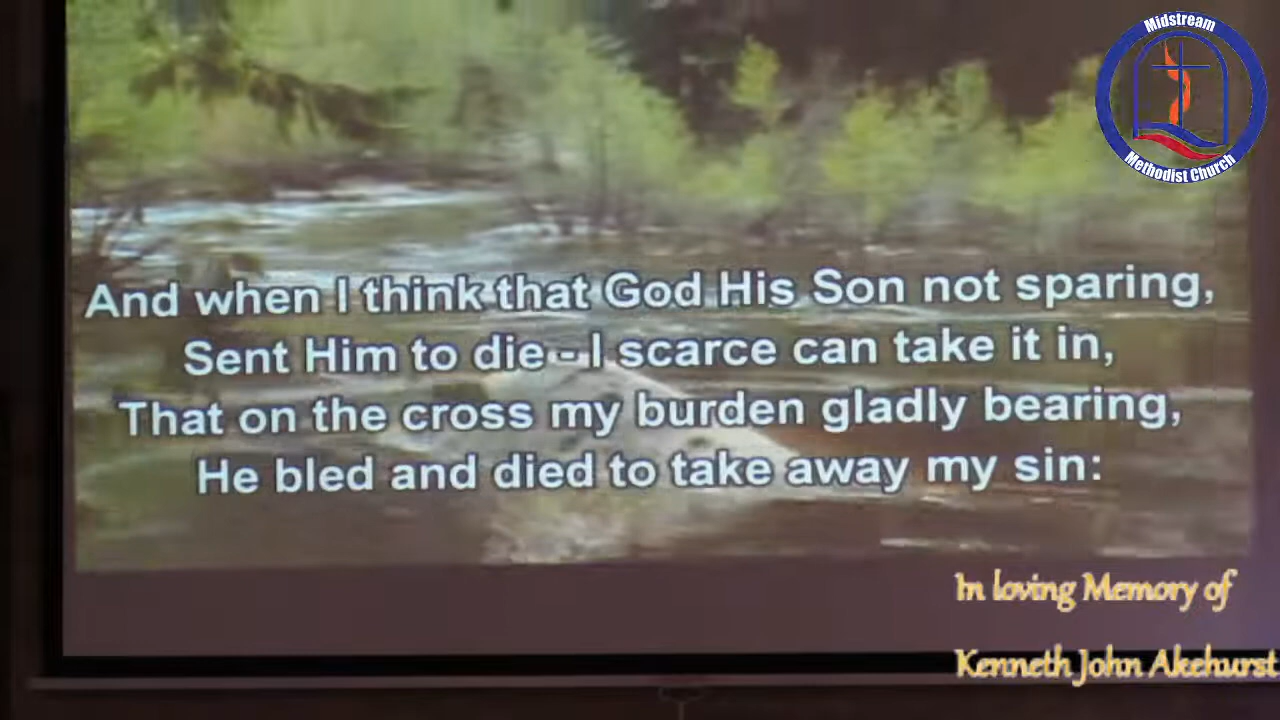 Midstream
Methodist Church
And when I think that God His Son not sparing,
Sent Him to die - I scarce can take it in,
That on the cross my burden gladly bearing,
He bled and died to take away my sin:
In loving Memory of
Kenneth John Akehurst